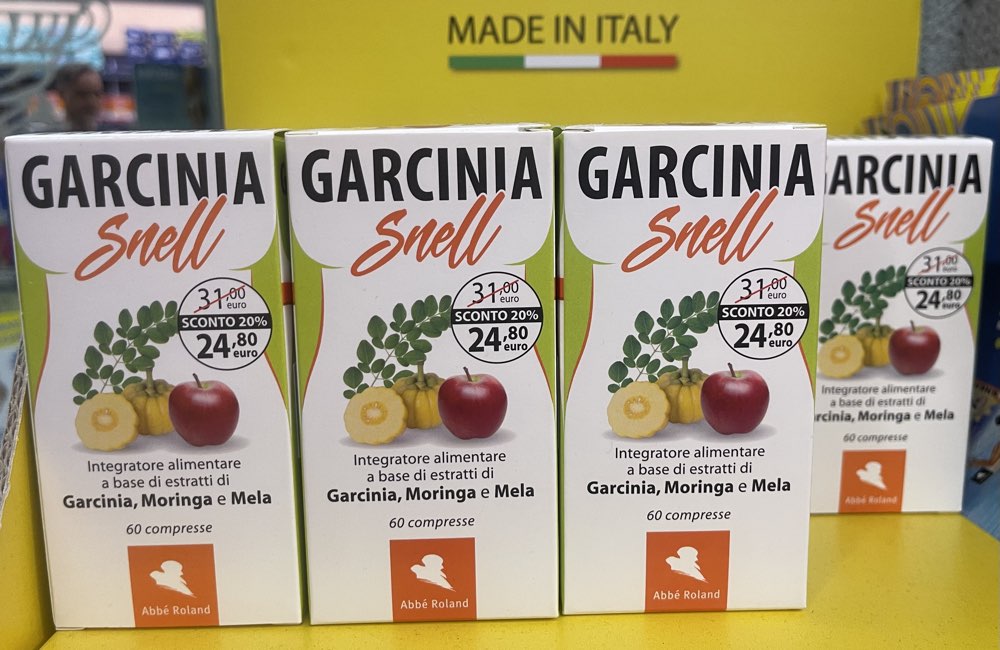 MADE IN ITALY
GARCINIA
Snell
31,00
euro
SCONTO 20%
24,80
euro
Integratore alimentare
a base di estratti di
Garcinia, Moringa e Mela
60 compresse
Abbé Roland
GARCINIA
Snell
31,00
euro
SCONTO 20%
24,80
euro
Integratore alimentare
a base di estratti di
Garcinia, Moringa e Mela
60 compresse
Abbé Roland
GARCINIA
Snell
31,00
euro
SCONTO 20%
24,80
euro
Integratore alimentare
a base di estratti di
Garcinia, Moringa e Mela
60 compresse
Abbé Roland
ARCINIA
Snell
31,00
euro
SCONTO 20%
24,80
euro
Integratore alimentare
a base di estratti di
rcinia, Moringa e Mela
60 compresse
Abbé Roland